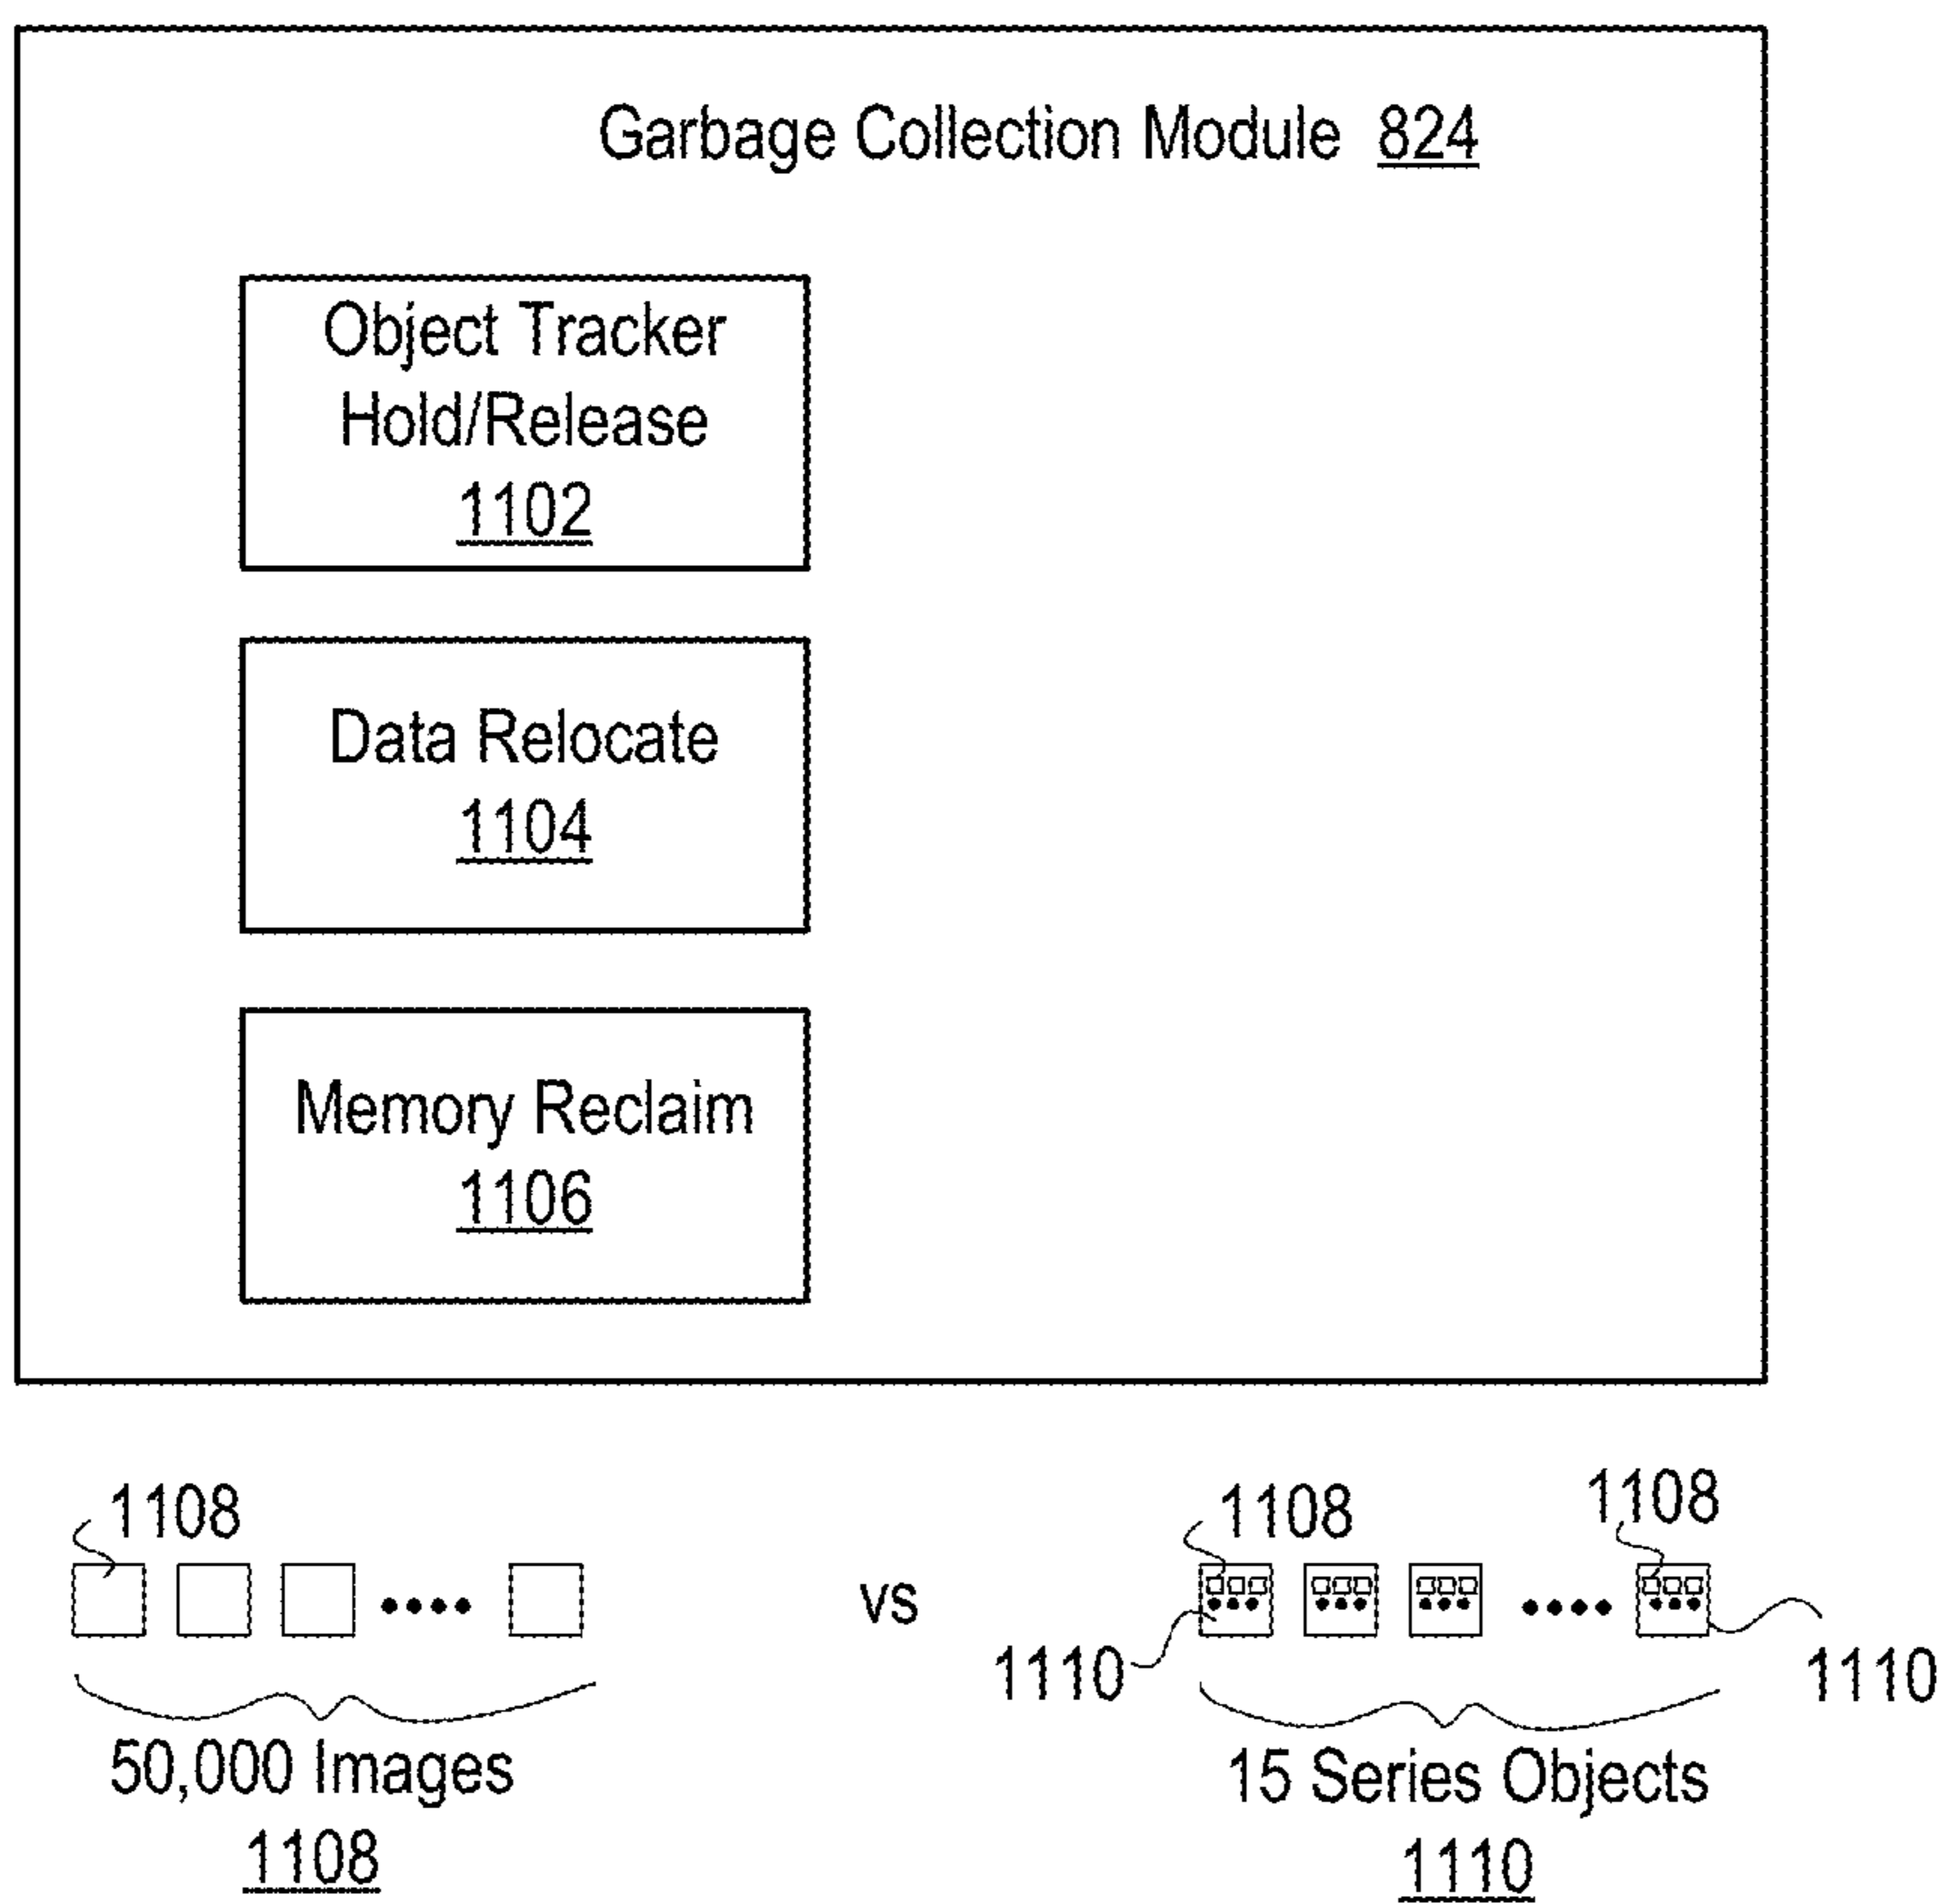 Garbage Collection Module 824
Object Tracker
Hold/Release
1102
Data Relocate
1104
Memory Reclaim
1106
1108
1108
1108
vs
1110
1110
50,000 Images
1108
15 Series Objects
1110